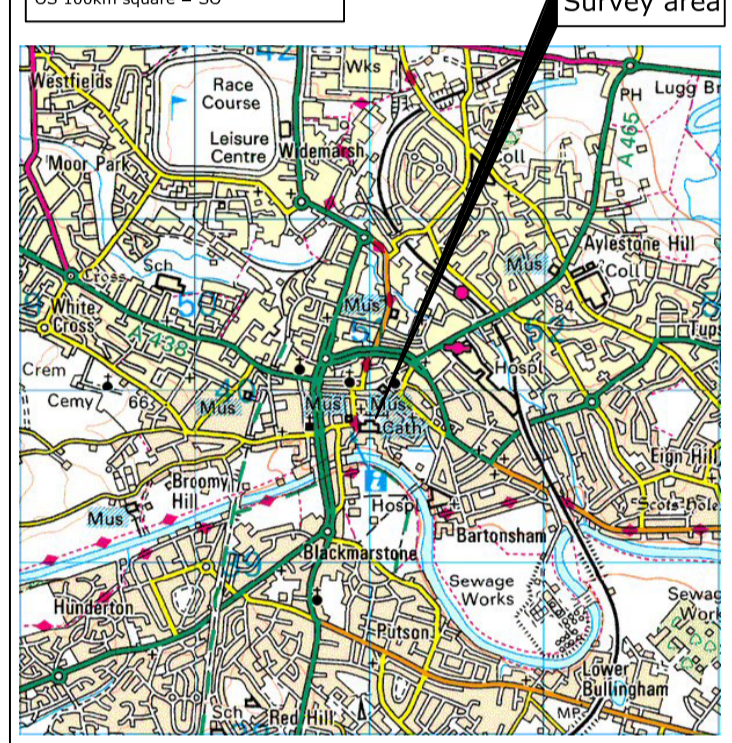 OS 100km square = SO
Survey area
42
Westfields
Race
Course
Wks
PH
Lugg Br
Leisure
Centre
Widemarsh
A 465
Moor Park
Coll
Aylestone Hill
Coll
Mus
Cross
Sch
50
White
Cross
Mus
84
52
Tups
A 438
Crem
Cemy
66
Hospl
Mus
Mus
Mus
Cath
Eign Hill
Broomy
Hill
Mus
Hospl
Scots Hole
Bartonsham
Blackmarstone
39
Sewage
Works
Sewag
Work
Hunderton
Putson
Lower
Bullingham
Sch
Red Hill
MP